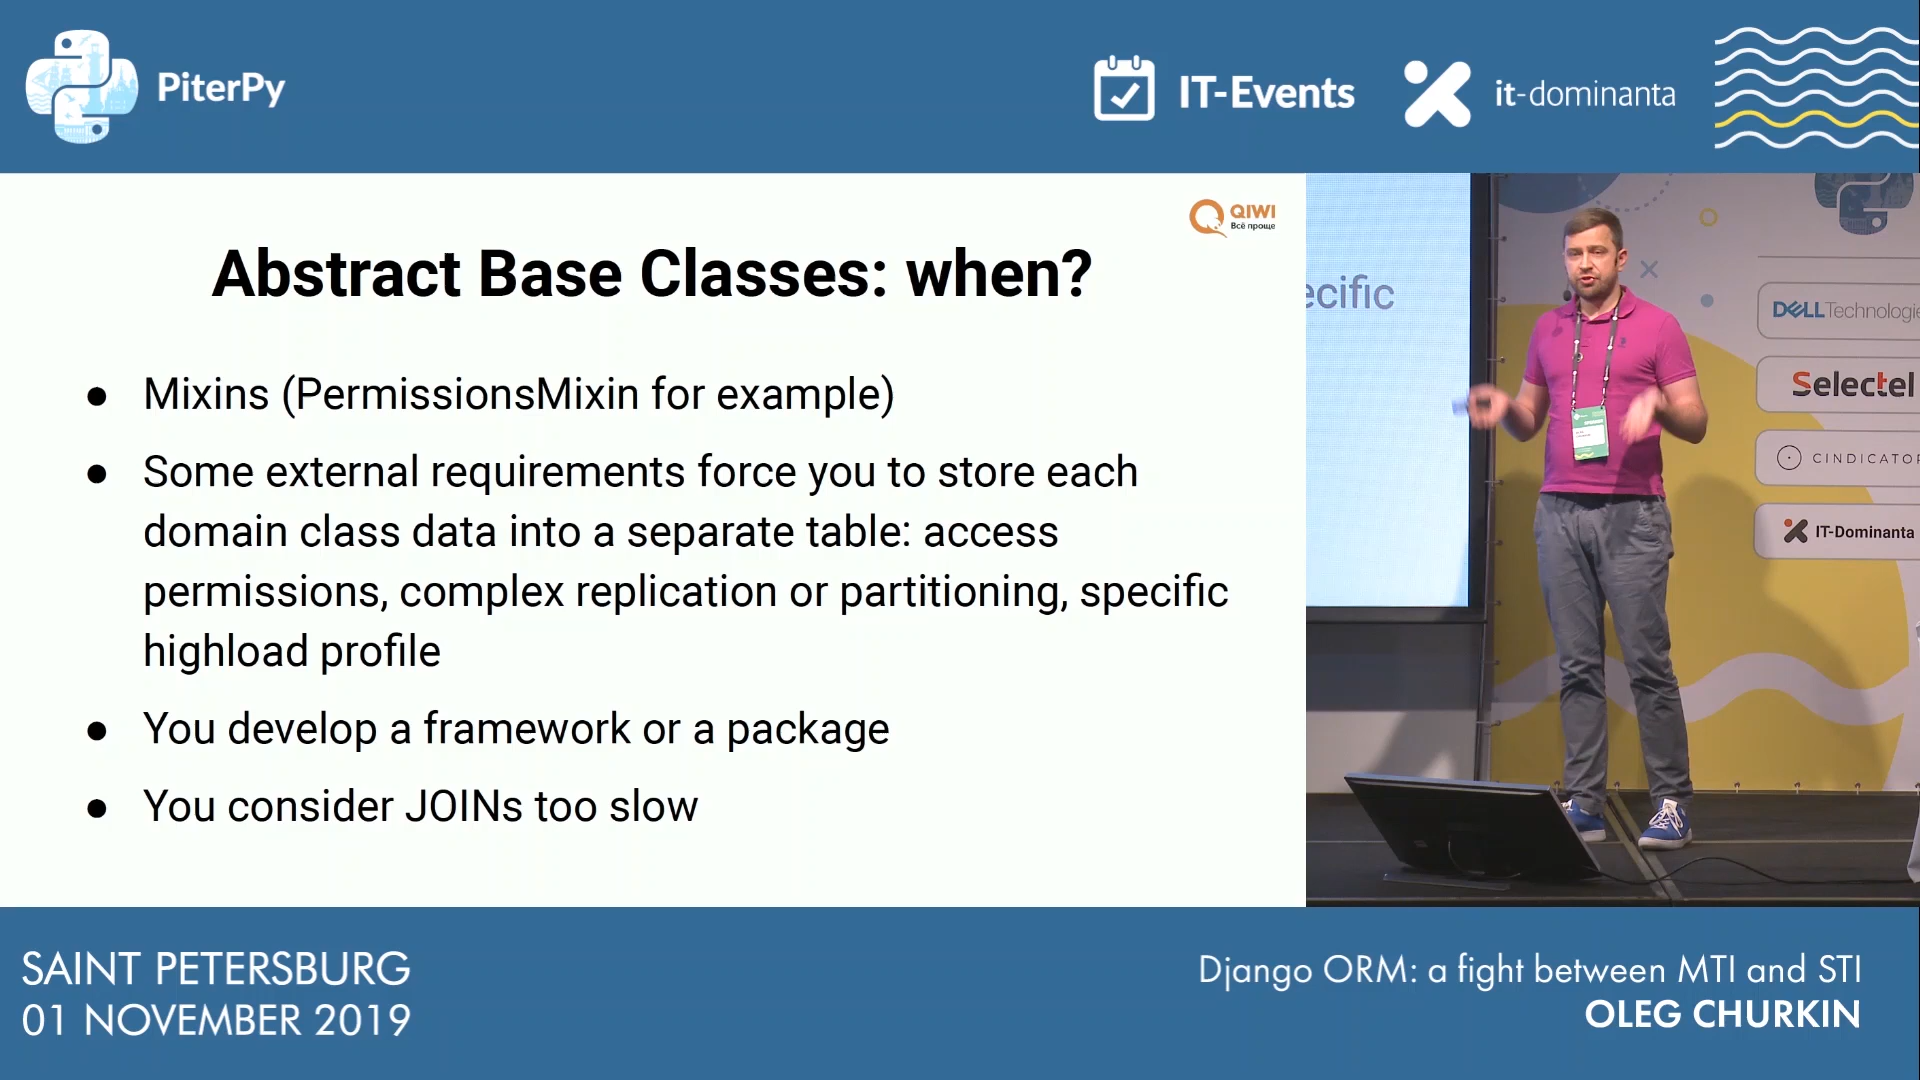 PiterPy
IT-Events
it-dominanta
QIWI
Всё проще
Abstract Base Classes: when?
● Mixins (PermissionsMixin for example)
● Some external requirements force you to store each
domain class data into a separate table: access
permissions, complex replication or partitioning, specific
highload profile
● You develop a framework or a package
● You consider JOINs too slow
ecific
DELL Technologie
Selectel
CINDICATOR
IT-Dominanta
SAINT PETERSBURG
01 NOVEMBER 2019
Django ORM: a fight between MTI and STI
OLEG CHURKIN